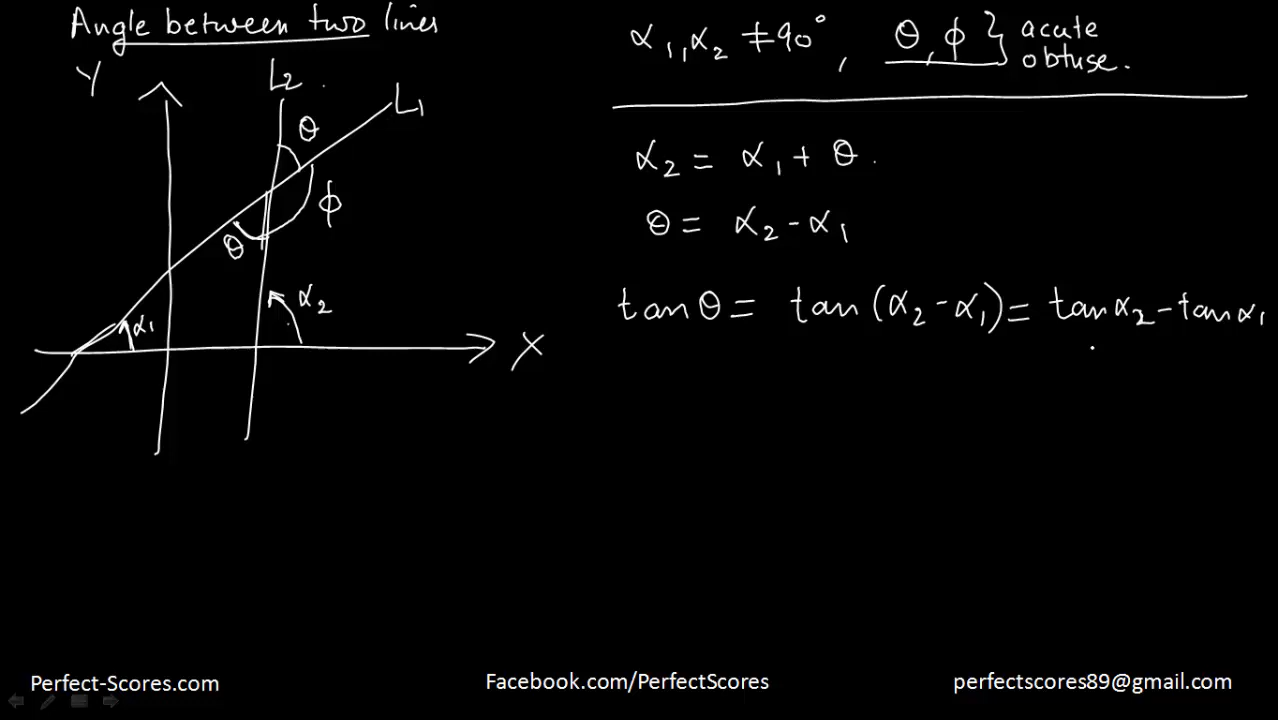 Angle between two lines
α₁, α₂ ≠ 90°, θ, ϕ } acute
obtuse.
Y
L₂
L₁
θ
ϕ
θ
α₂
α₁
X
α₂ = α₁ + θ.
θ = α₂ - α₁
tan θ = tan (α₂ - α₁) = tan α₂ - tan α₁
Perfect-Scores.com
Facebook.com/PerfectScores
perfectscores89@gmail.com